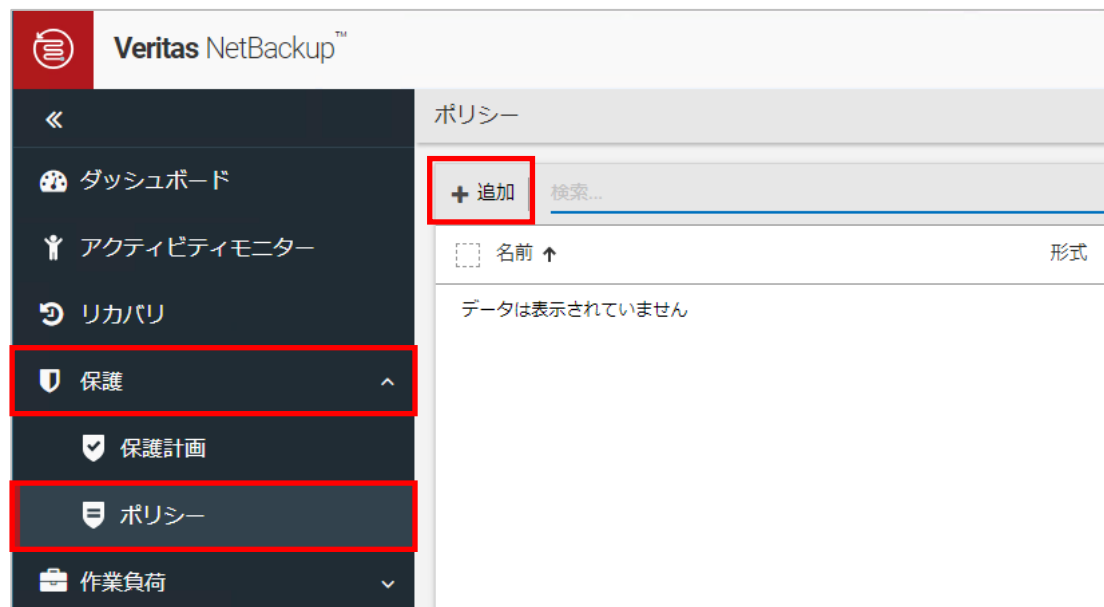 Veritas NetBackup™
ポリシー
ダッシュボード
アクティビティモニター
リカバリ
保護
保護計画
ポリシー
作業負荷
追加
検索...
名前
形式
データは表示されていません